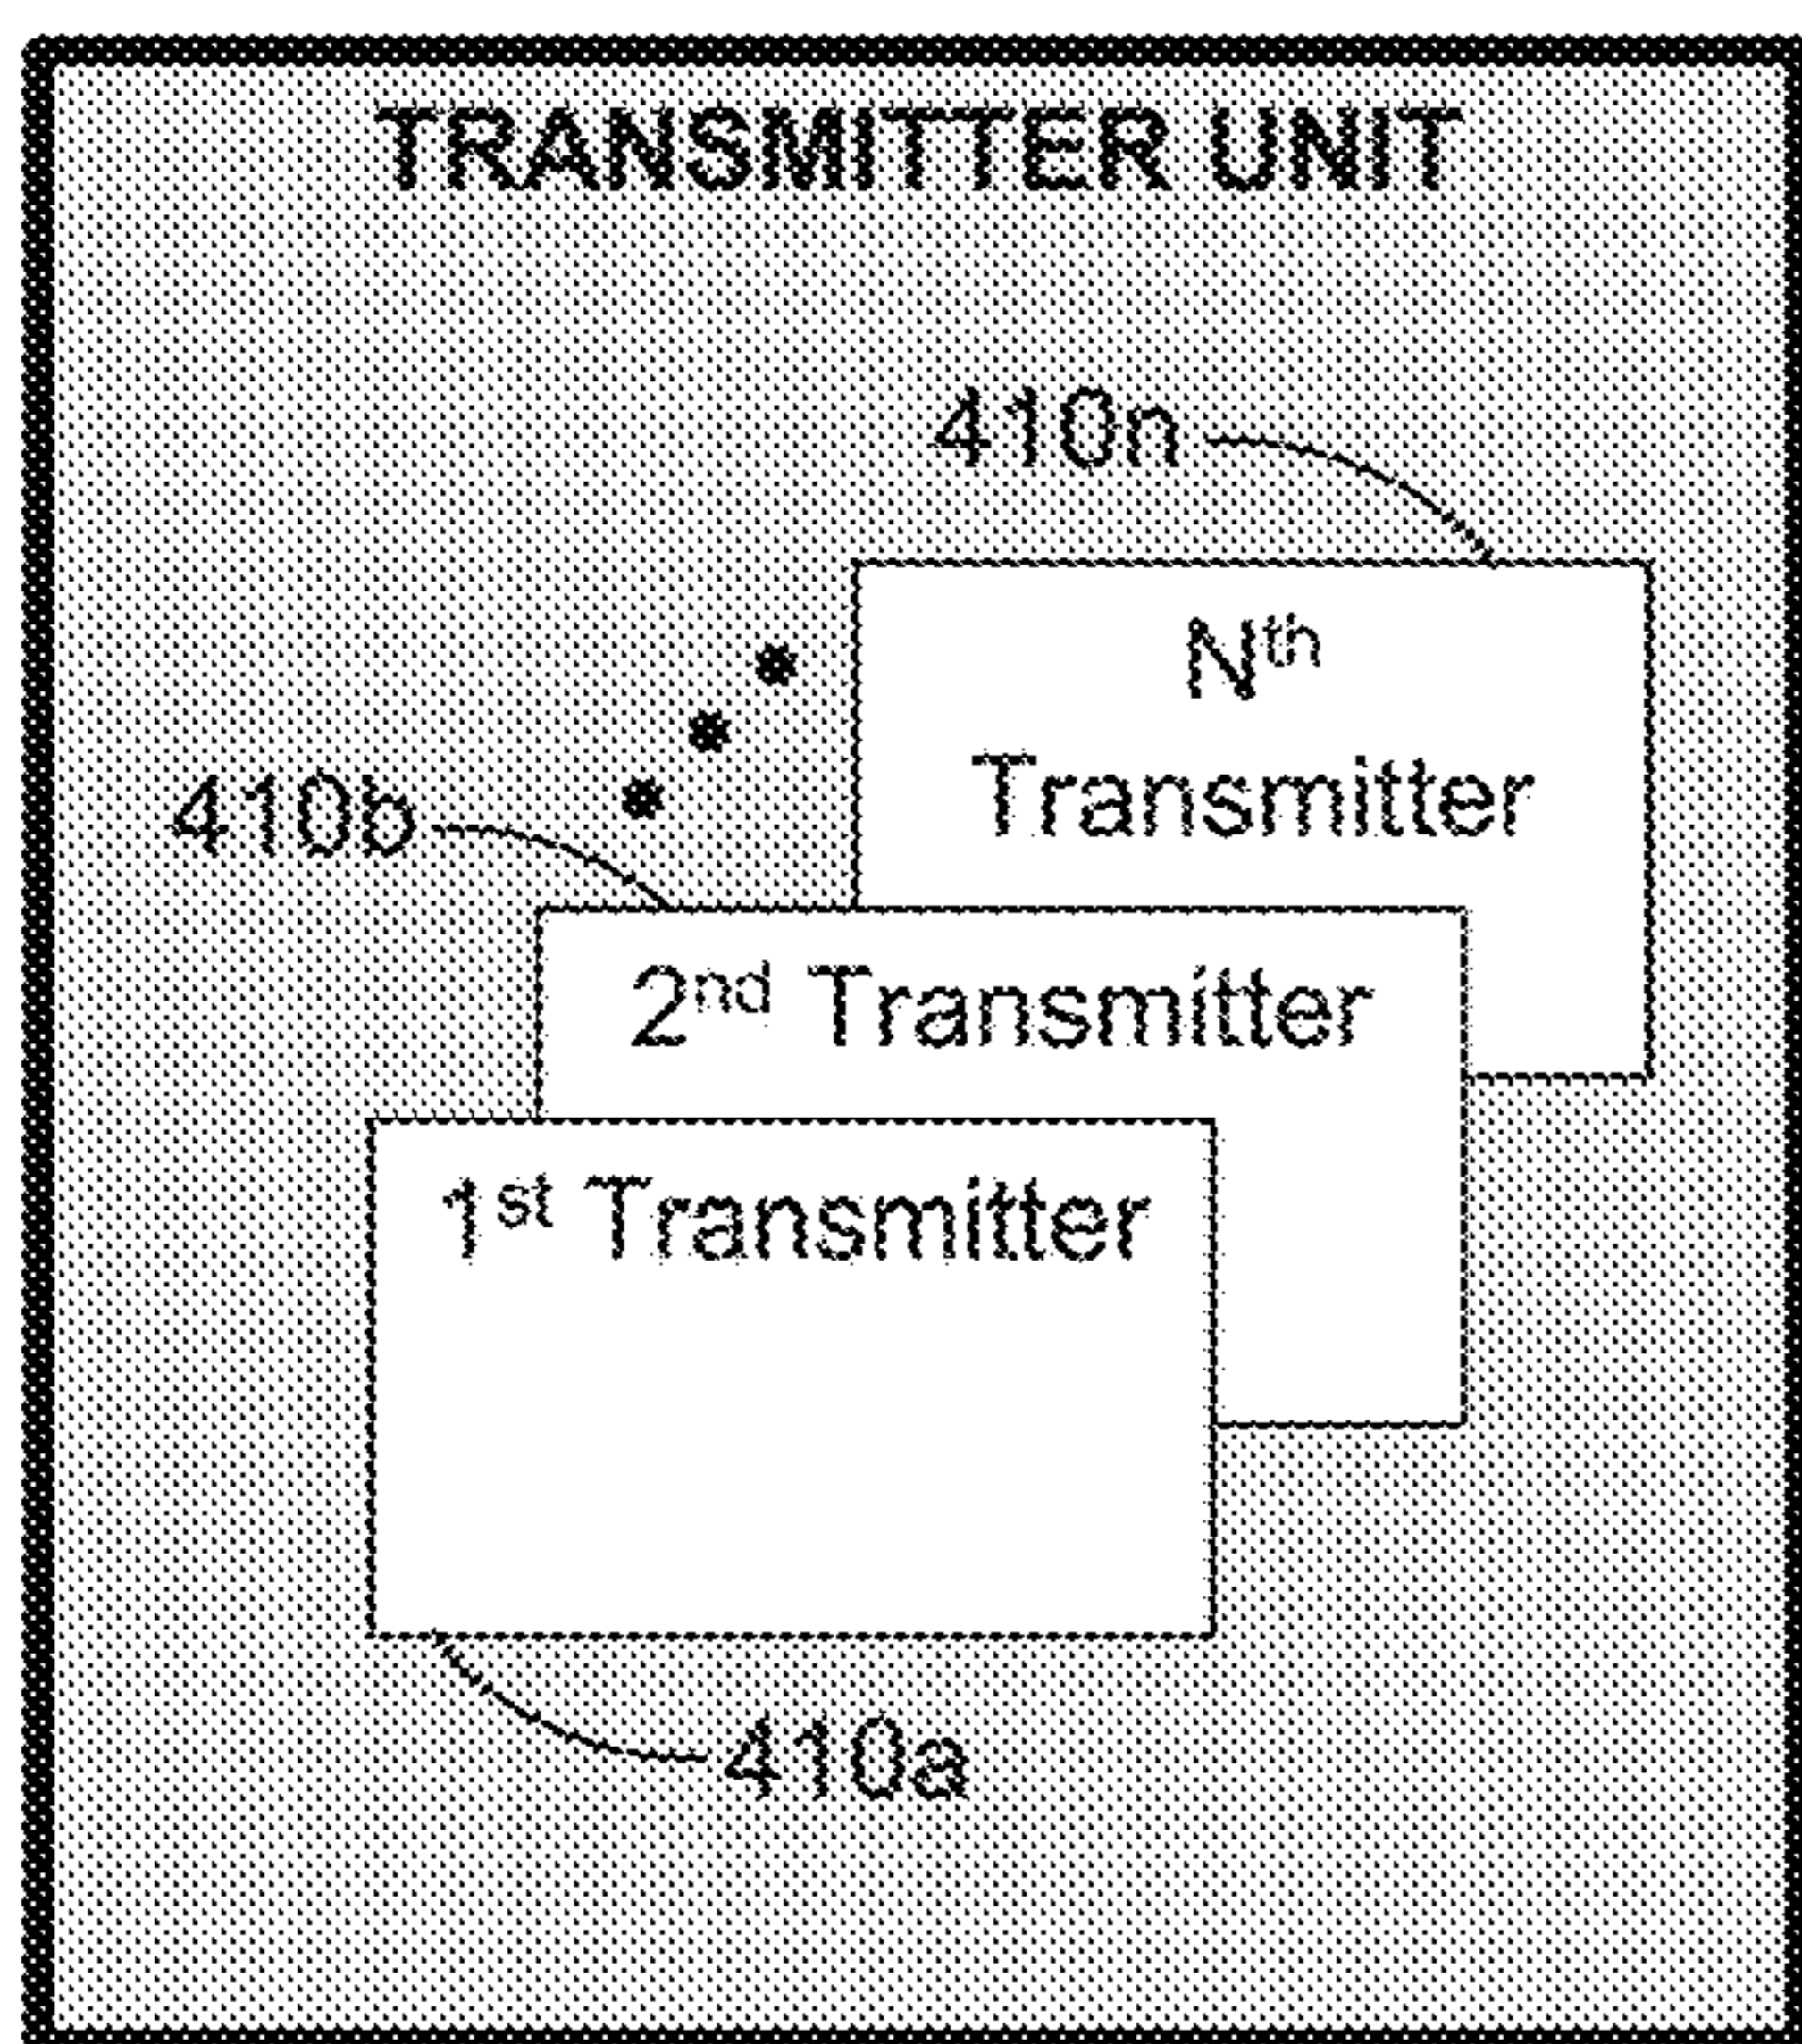 TRANSMITTER UNIT
410n
Nth
Transmitter
410b
2nd Transmitter
1st Transmitter
410a